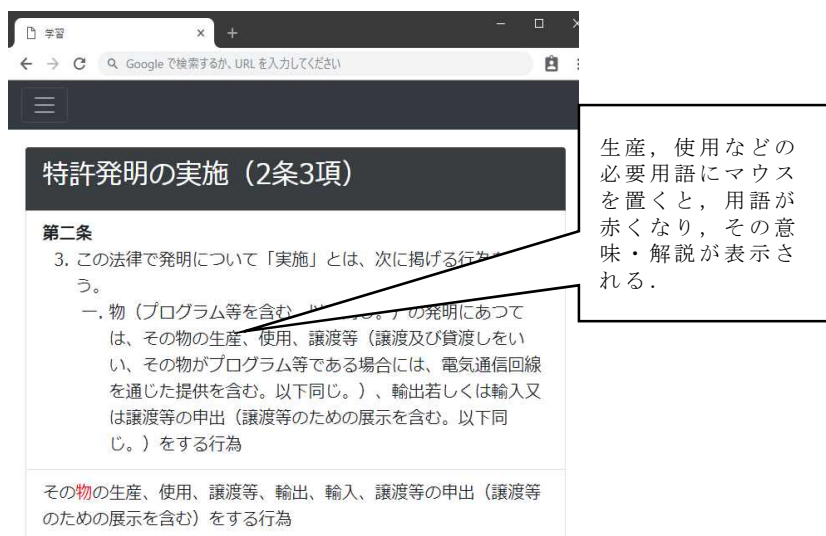 学習
Google で検索するか、URL を入力してください
特許発明の実施（2条3項）
第二条
3. この法律で発明について「実施」とは、次に掲げる行為を
う。
一. 物（プログラム等を含む。以 じ。）の発明にあつて
は、その物の生産、使用、譲渡等（譲渡及び貸渡しをい
い、その物がプログラム等である場合には、電気通信回線
を通じた提供を含む。以下同じ。）、輸出若しくは輸入又
は譲渡等の申出（譲渡等のための展示を含む。以下同
じ。）をする行為
その物の生産、使用、譲渡等、輸出、輸入、譲渡等の申出（譲渡等
のための展示を含む）をする行為
生産，使用などの
必要用語にマウス
を置くと，用語が
赤くなり，その意
味・解説が表示さ
れる．